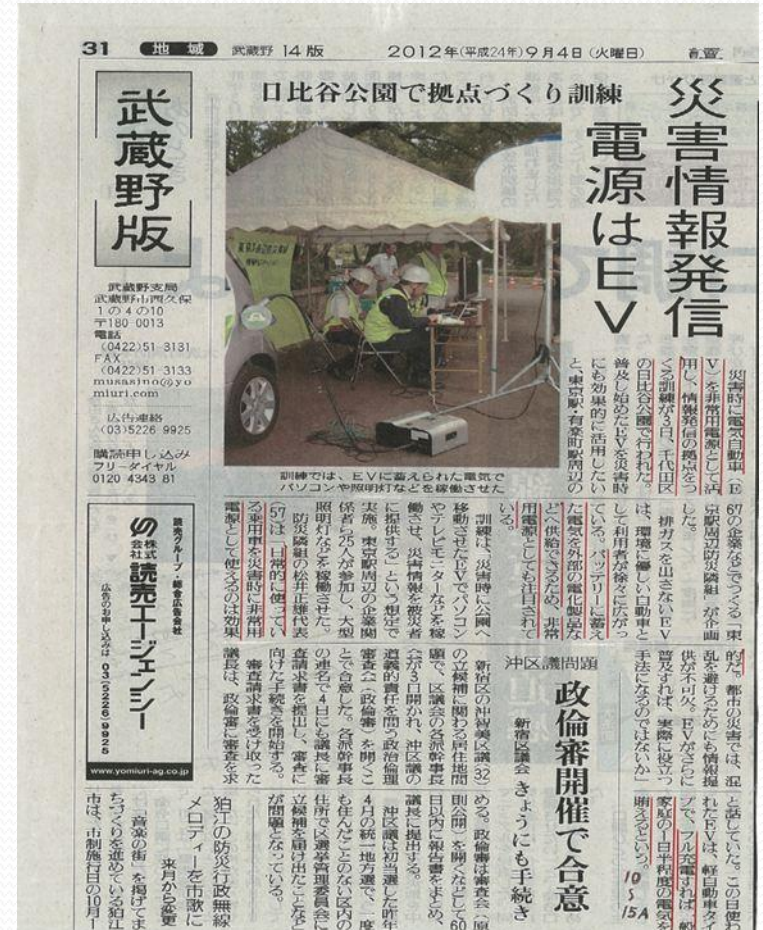 31 地域 武蔵野 14版 2012年(平成24年)9月4日(火曜日)
武蔵野版
武蔵野支局
武蔵野市西久保
1の4の10
〒180-0013
電話
(0422)51-3131
FAX
(0422)51-3133
musasino@yo
miuri.com
広告連絡
(03)5226-9925
購読申し込み
フリーダイヤル
0120-4343-81
日比谷公園で拠点づくり訓練
災害情報発信
電源はEV
訓練では、EVに蓄えられた電気で
パソコンや照明灯などを稼働させた
災害時に電気自動車(E
V)を非常用電源として活
用し、情報発信の拠点をつ
くる訓練が3日、千代田区
の日比谷公園で行われた。
普及し始めたEVを災害時
にも効果的に活用したい
と、東京駅・有楽町駅周辺の
67の企業などでつくる「東
京駅周辺防災隣組」が企画
した。
排ガスを出さないEV
は、環境に優しい自動車と
して利用者が徐々に広がっ
ている。バッテリーに蓄え
た電気を外部の電化製品な
どへ供給できるため、非常
用電源としても注目されて
いる。
訓練は、「災害時に公園へ
移動させたEVでパソコン
やテレビモニターなどを稼
働させ、災害情報を被災者
に提供する」という想定で
実施。東京駅周辺の企業関
係者ら25人が参加し、大型
照明灯などを稼働させた。
防災隣組の松井正雄代表
(57)は「日常的に使ってい
る乗用車を災害時に非常用
電源として使えるのは効果
的だ。都市の災害では、混
乱を避けるためにも情報提
供が不可欠。EVがさらに
普及すれば、実際に役立つ
手法になるのではないか」
と話していた。この日使わ
れたEVは、軽自動車タイ
プで、フル充電すれば一般
家庭の1日半程度の電気を
賄えるという。
10
〜
15A
沖区議問題
政倫審開催で合意
新宿区議会 きょうにも手続き
新宿区の沖智美区議(32)
の立候補に関わる居住地問
題で、区議会の各派幹事長
会が3日開かれ、沖区議の
道義的責任を問う政治倫理
審査会(政倫審)を開くこ
とで合意した。各派幹事長
の連名で4日にも議長に審
査請求書を提出し、審査に
向けた手続きを開始する。
審査請求書を受け取った
議長は、政倫審に審査を求
める。政倫審は審査会(原
則公開)を開くなどして60
日以内に報告書をまとめ、
議長に提出する。
沖区議は初当選した昨年
4月の統一地方選で、一度
も住んだことのない区内の
住所で区選挙管理委員会に
立候補を届け出たことなど
が問題となっている。
狛江の防災行政無線
メロディーを市歌に
来月から変更
「音楽の街」を掲げてま
ちづくりを進めている狛江
市は、市制施行日の10月1
読売グループ・総合広告会社
株式会社 読売エージェンシー
広告のお申し込みは 03(5226)9925
www.yomiuri-ag.co.jp